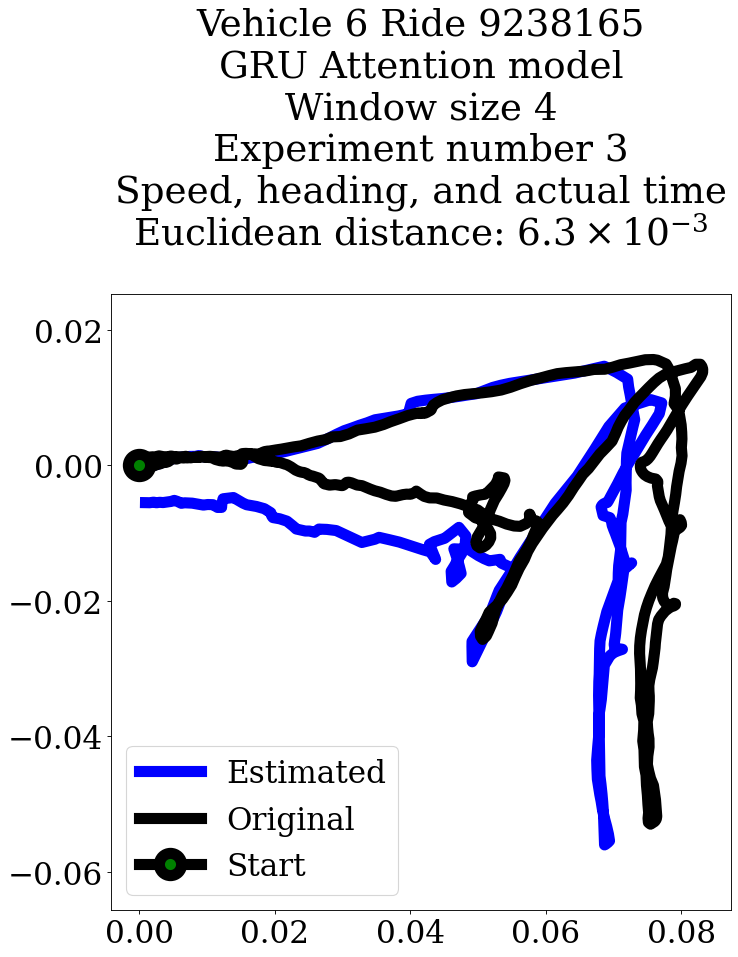 Vehicle 6 Ride 9238165
GRU Attention model
Window size 4
Experiment number 3
Speed, heading, and actual time
Euclidean distance: 6.3 × 10⁻³
0.02
0.00
−0.02
−0.04
−0.06
Estimated
Original
Start
0.00 0.02 0.04 0.06 0.08